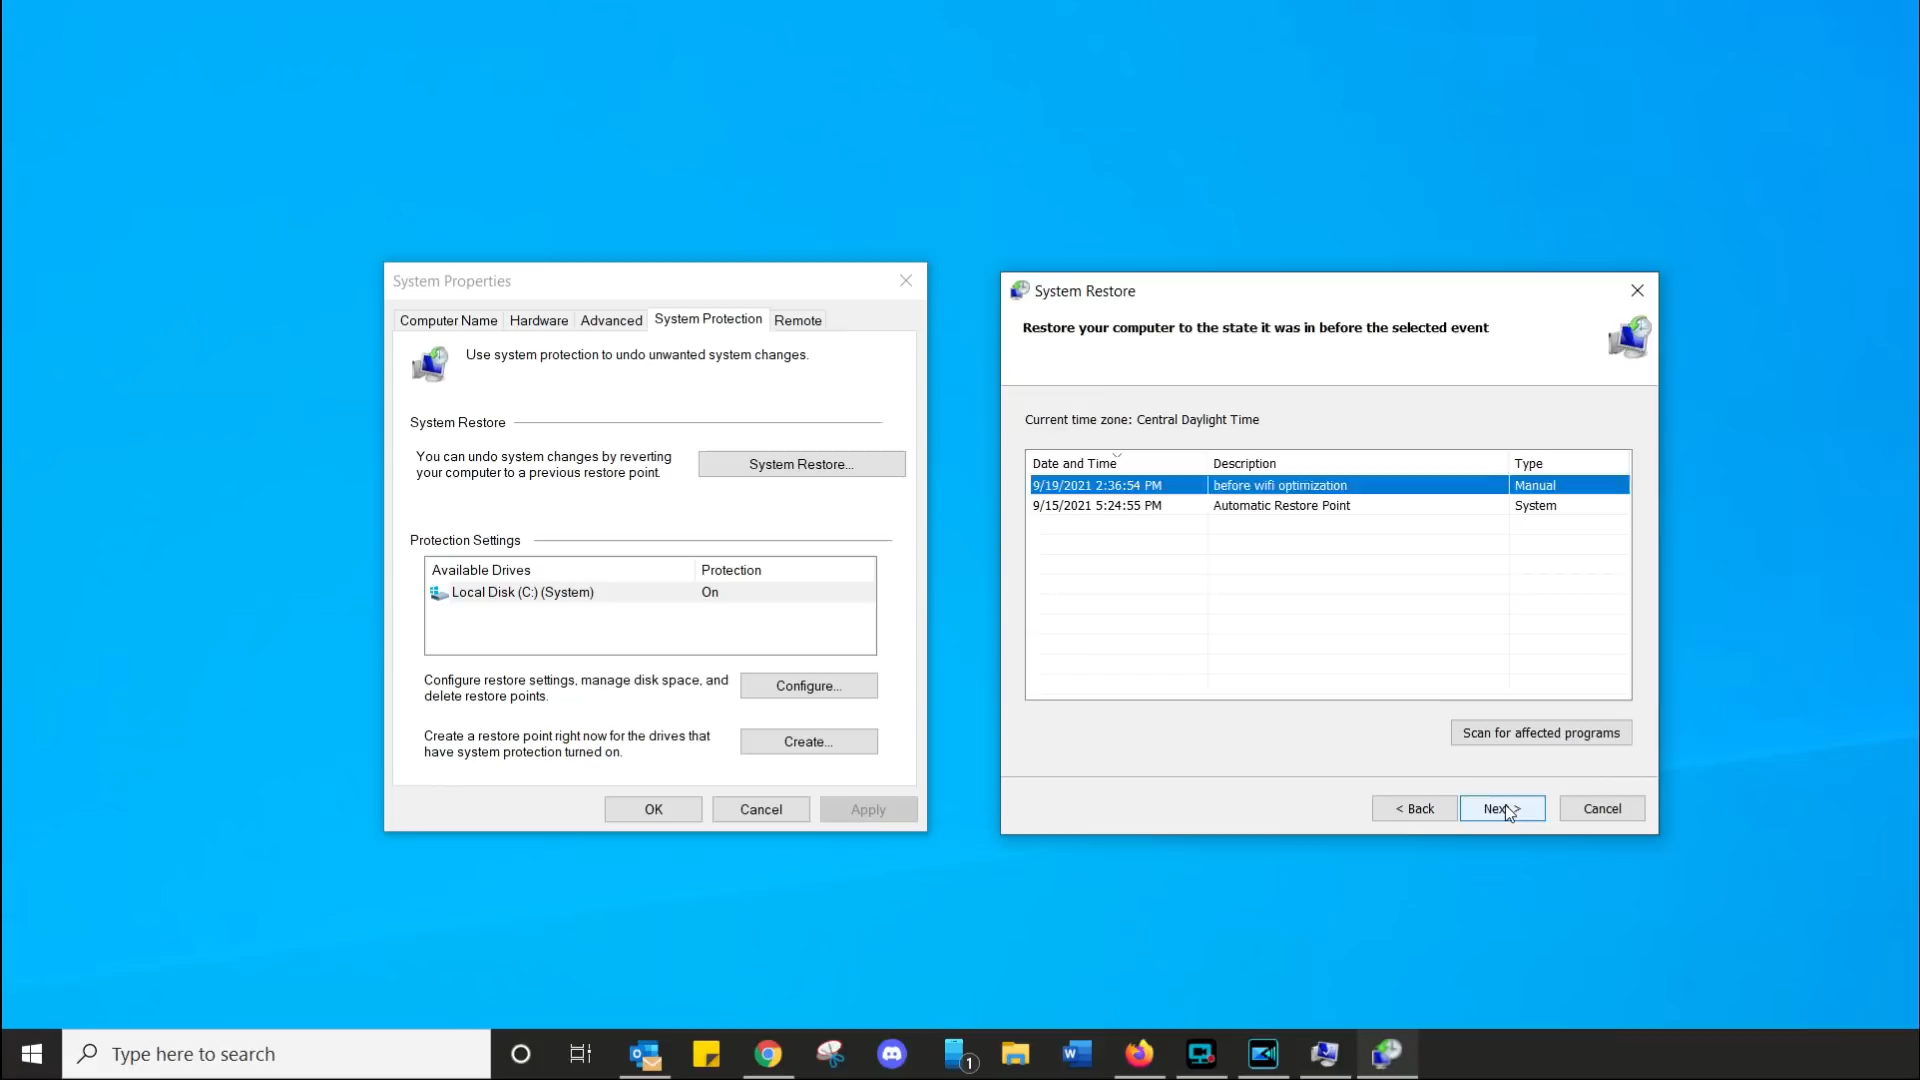 System Properties
Computer Name Hardware Advanced System Protection Remote
Use system protection to undo unwanted system changes.
System Restore
You can undo system changes by reverting
your computer to a previous restore point.
System Restore...
Protection Settings
Available Drives Protection
Local Disk (C:) (System) On
Configure restore settings, manage disk space, and
delete restore points.
Configure...
Create a restore point right now for the drives that
have system protection turned on.
Create...
OK Cancel Apply
System Restore
Restore your computer to the state it was in before the selected event
Current time zone: Central Daylight Time
Date and Time Description Type
9/19/2021 2:36:54 PM before wifi optimization Manual
9/15/2021 5:24:55 PM Automatic Restore Point System
Scan for affected programs
< Back Next > Cancel
Type here to search
1